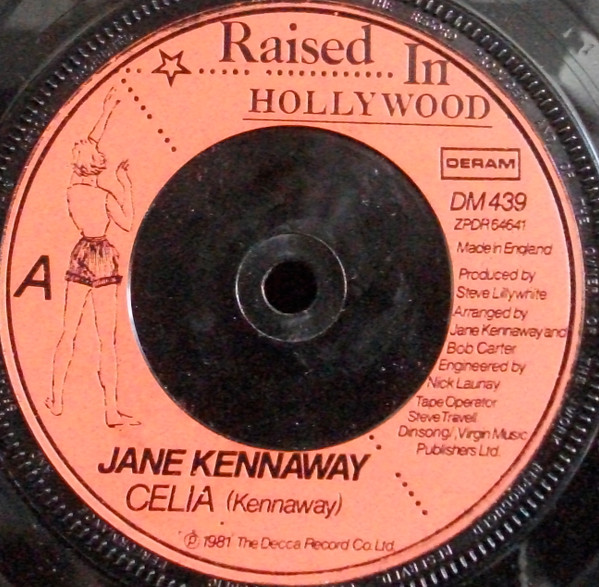 Raised In
HOLLYWOOD
DERAM
DM 439
ZPDR 64641
Made in England
Produced by
Steve Lillywhite
Arranged by
Jane Kennaway and
Bob Carter
Engineered by
Nick Launay
Tape Operator
Steve Travell
Dinsong/Virgin Music
Publishers Ltd.
A
JANE KENNAWAY
CELIA (Kennaway)
℗ 1981 The Decca Record Co. Ltd.